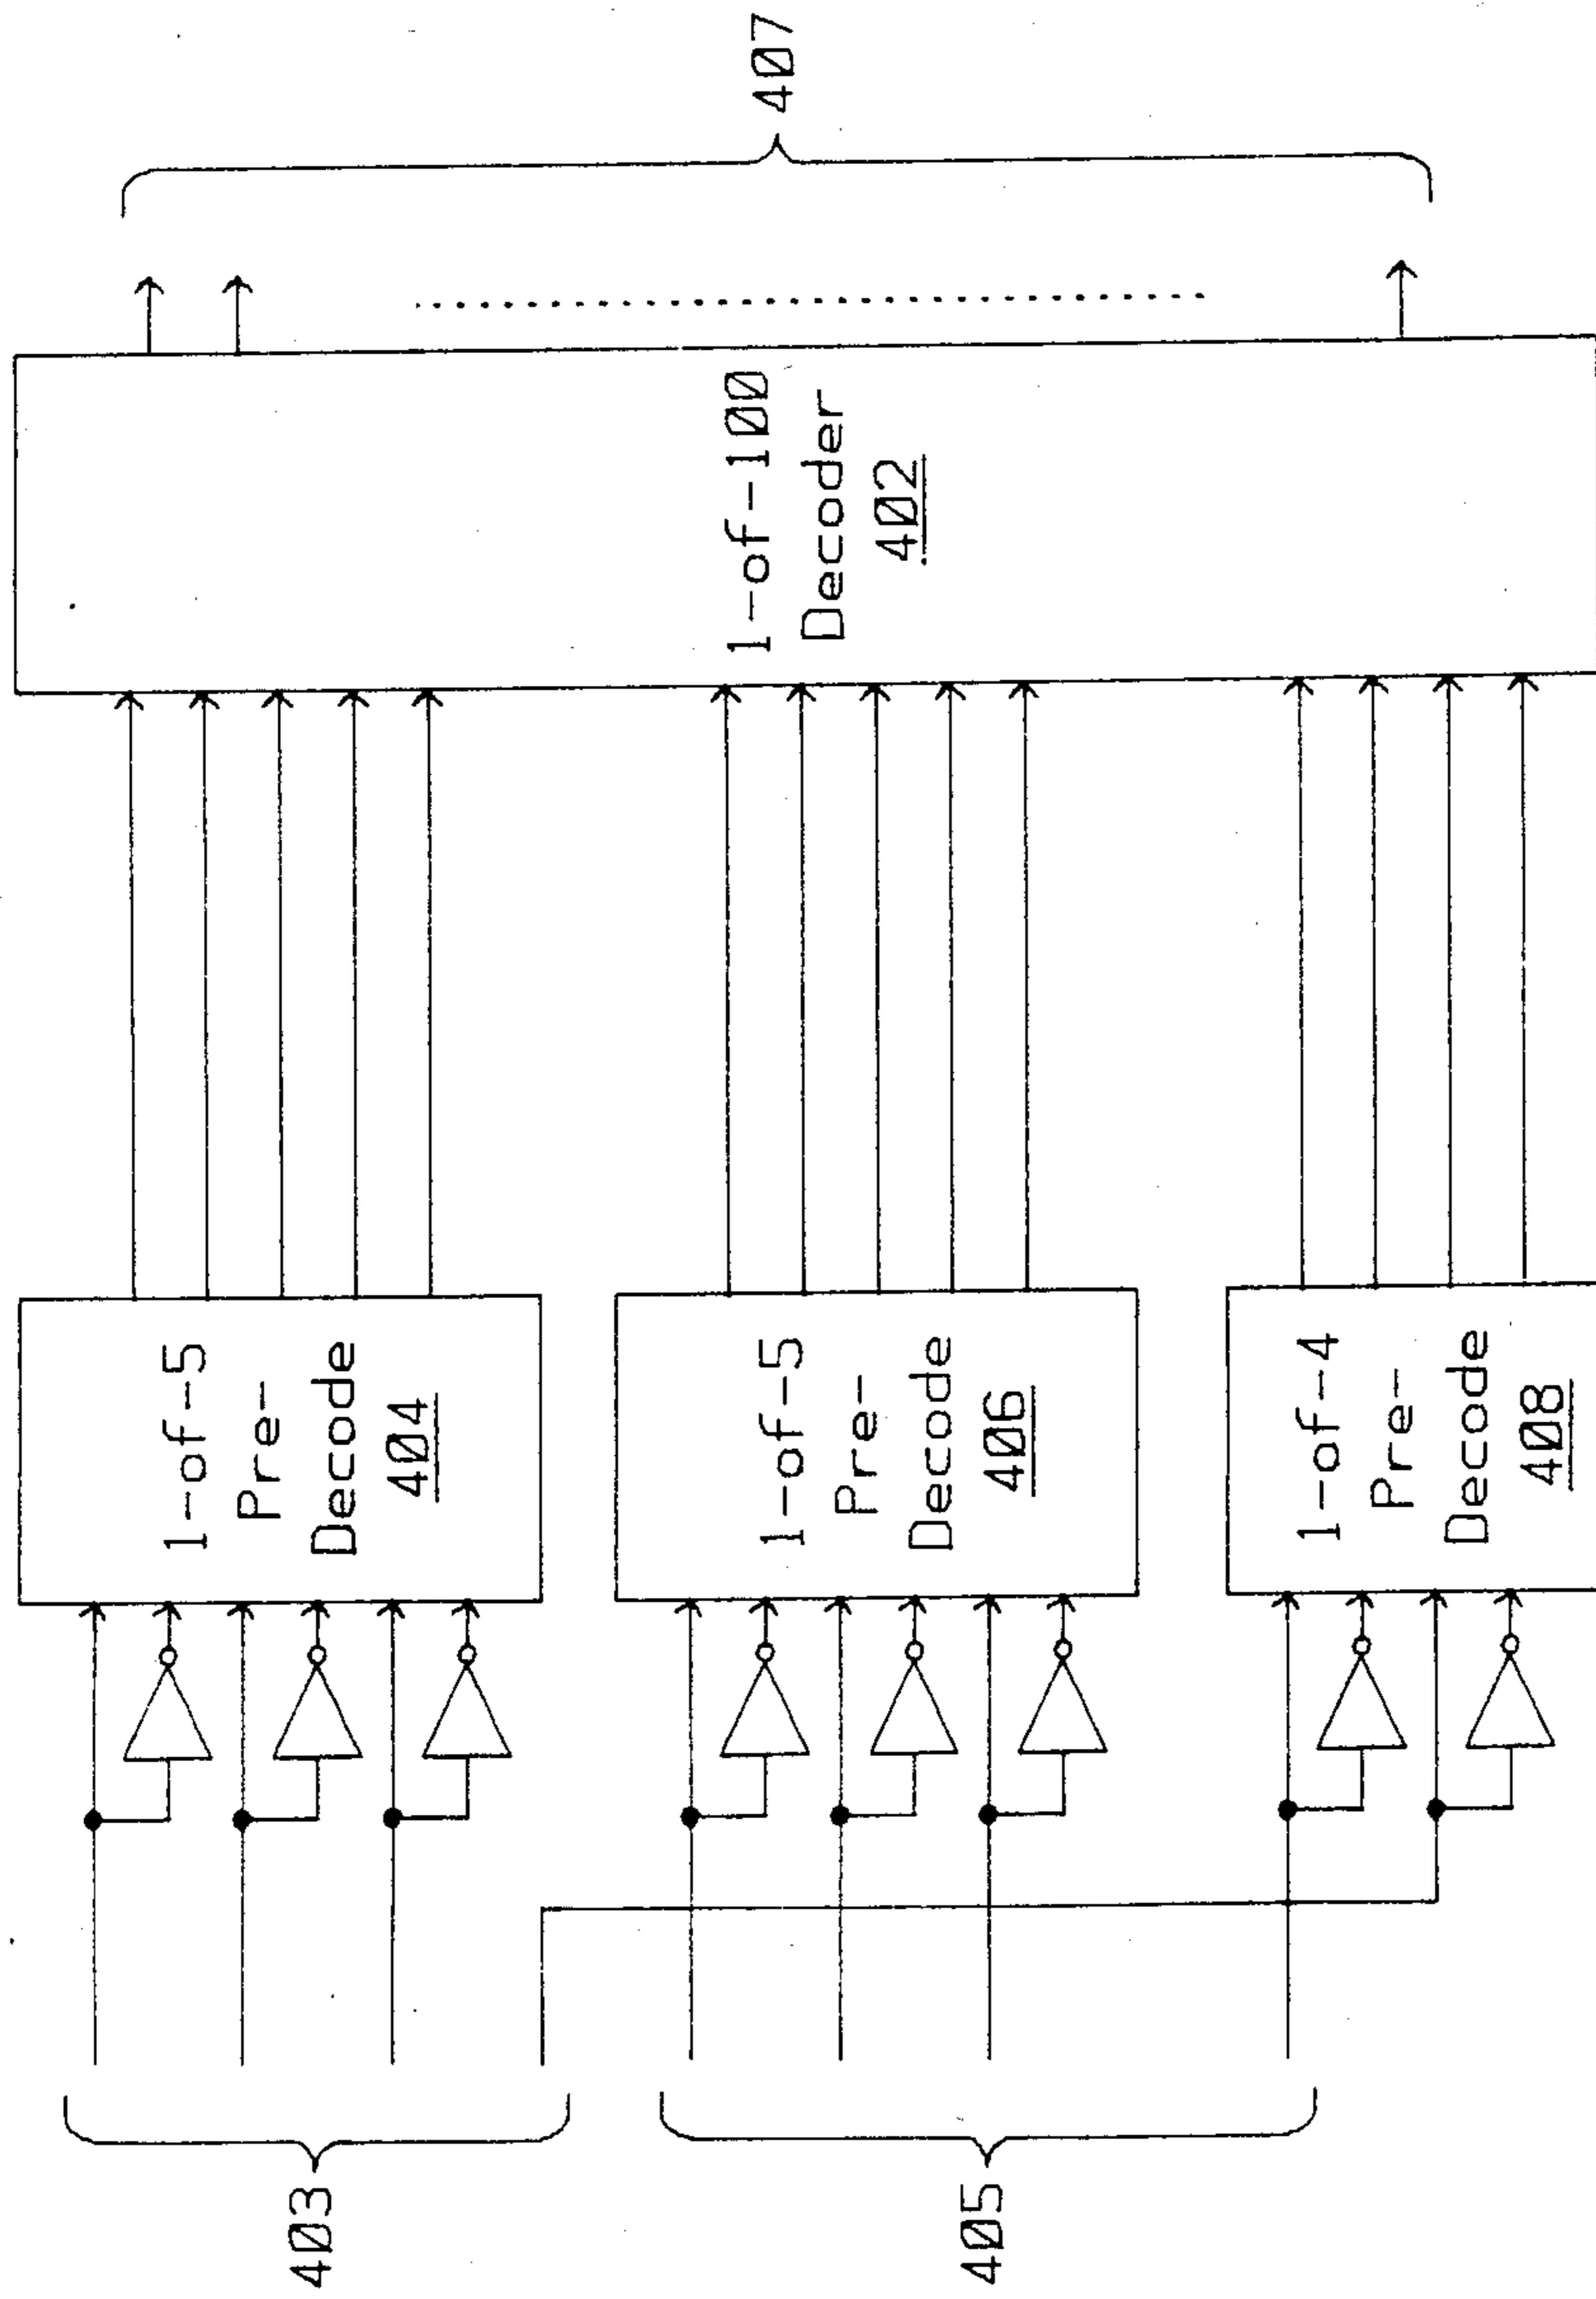 403
405
1-of-5
Pre-
Decode
404
1-of-5
Pre-
Decode
406
1-of-4
Pre-
Decode
408
1-of-100
Decoder
402
407